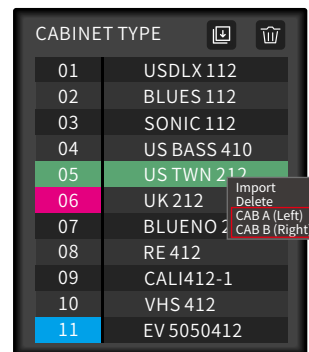 CABINET TYPE
01 USDLX 112
02 BLUES 112
03 SONIC 112
04 US BASS 410
05 US TWN 212
06 UK 212
07 BLUENO 2
08 RE 412
09 CALI412-1
10 VHS 412
11 EV 5050412
Import
Delete
CAB A (Left)
CAB B (Right